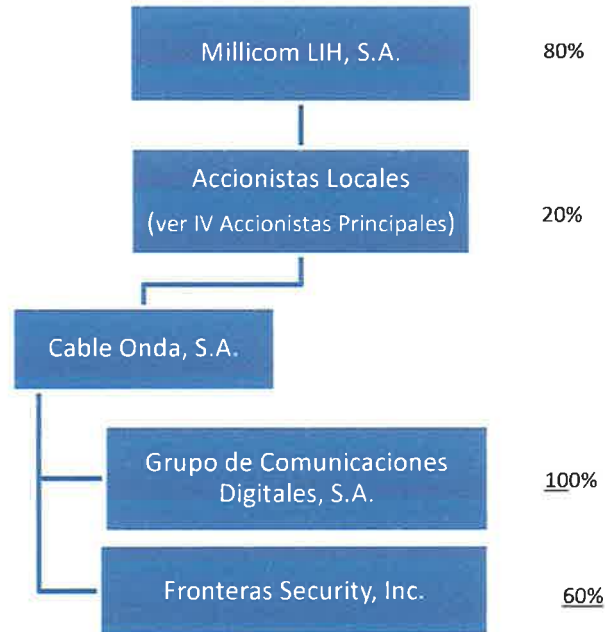 Millicom LIH, S.A.
80%
Accionistas Locales
(ver IV Accionistas Principales)
20%
Cable Onda, S.A.
Grupo de Comunicaciones
Digitales, S.A.
100%
Fronteras Security, Inc.
60%